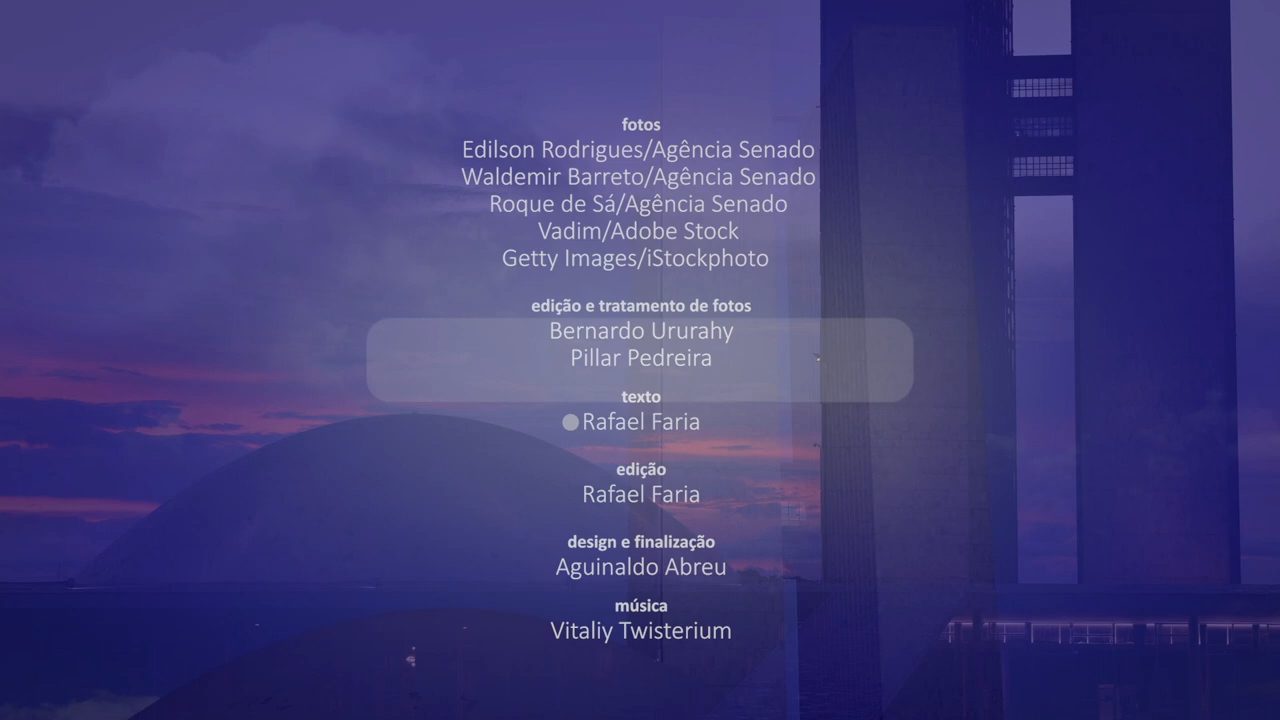 fotos
Edilson Rodrigues/Agência Senado
Waldemir Barreto/Agência Senado
Roque de Sá/Agência Senado
Vadim/Adobe Stock
Getty Images/iStockphoto
edição e tratamento de fotos
Bernardo Ururahy
Pillar Pedreira
texto
Rafael Faria
edição
Rafael Faria
design e finalização
Aguinaldo Abreu
música
Vitaliy Twisterium